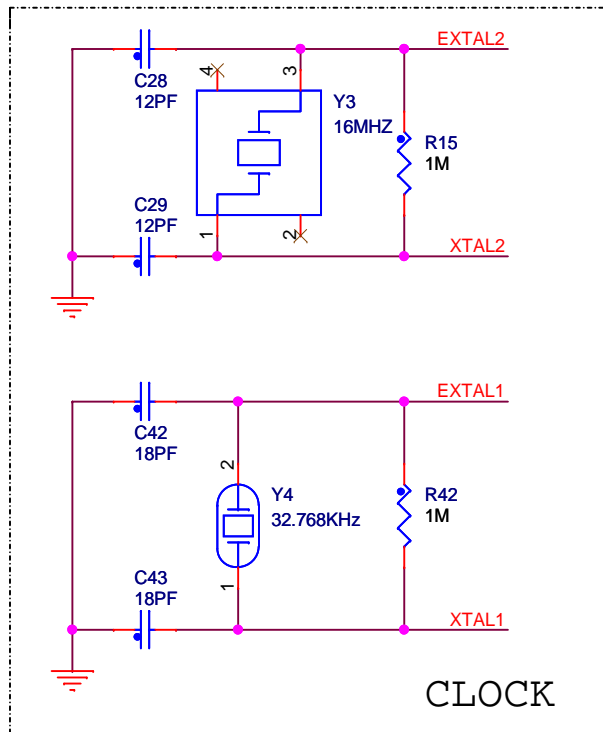 EXTAL2
C28
12PF
4
3
Y3
16MHZ
R15
1M
C29
12PF
1
2
XTAL2
EXTAL1
C42
18PF
2
Y4
32.768KHz
R42
1M
C43
18PF
1
XTAL1
CLOCK